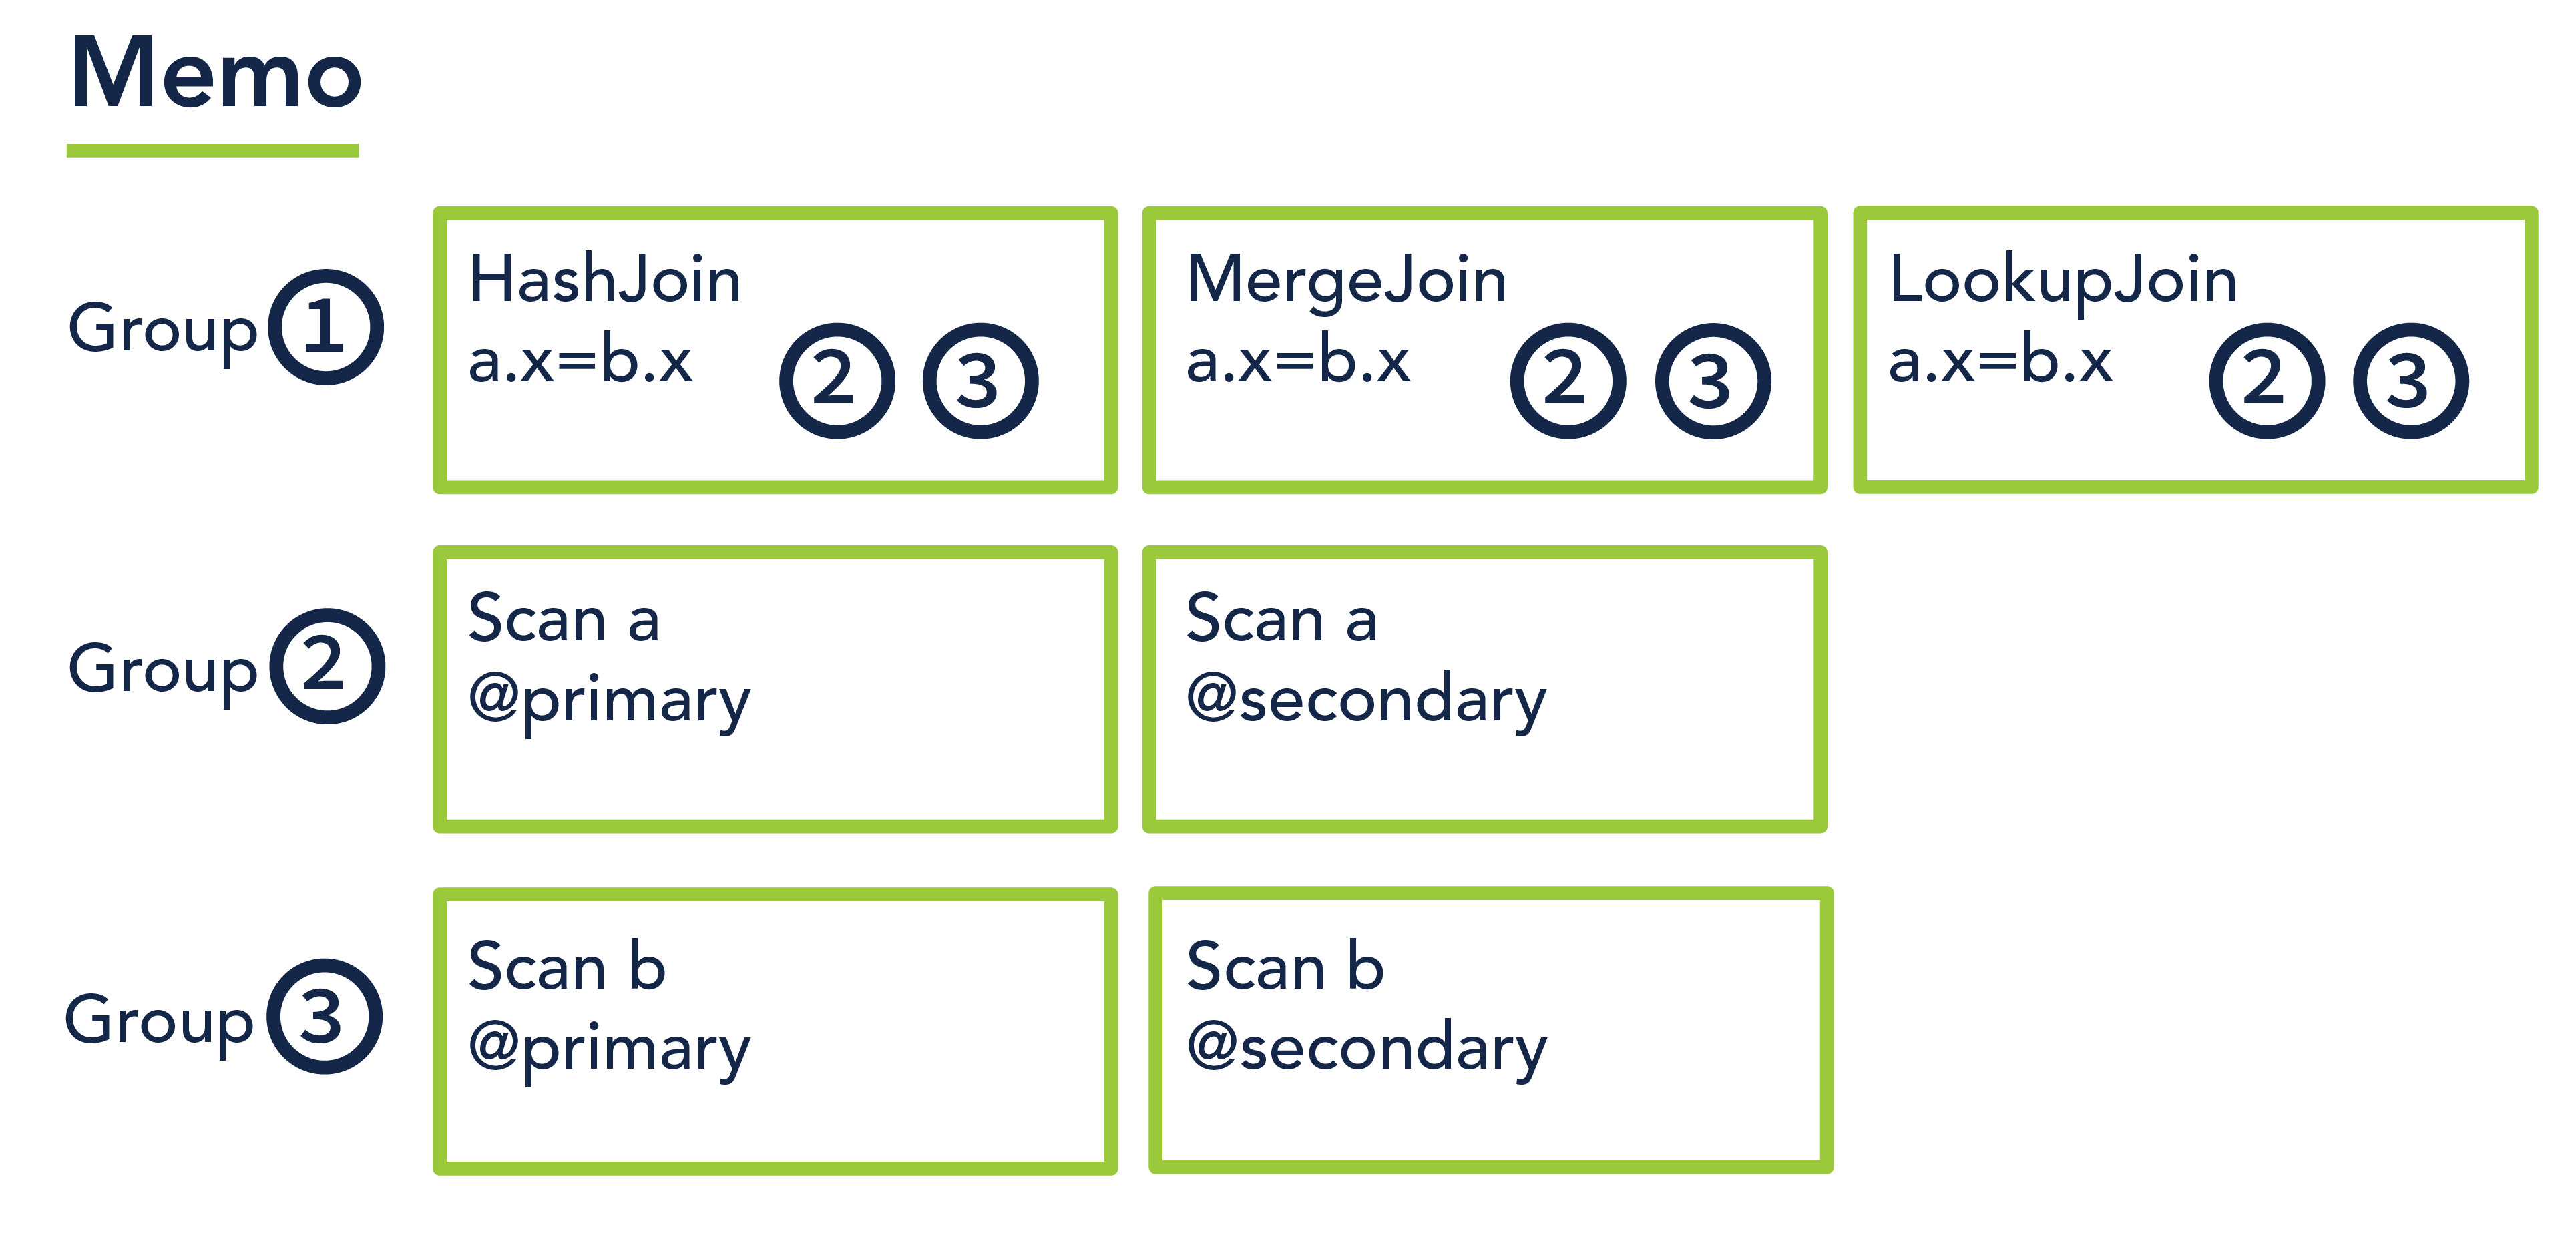 Memo
Group 1
HashJoin
a.x=b.x 2 3
MergeJoin
a.x=b.x 2 3
LookupJoin
a.x=b.x 2 3
Group 2
Scan a
@primary
Scan a
@secondary
Group 3
Scan b
@primary
Scan b
@secondary